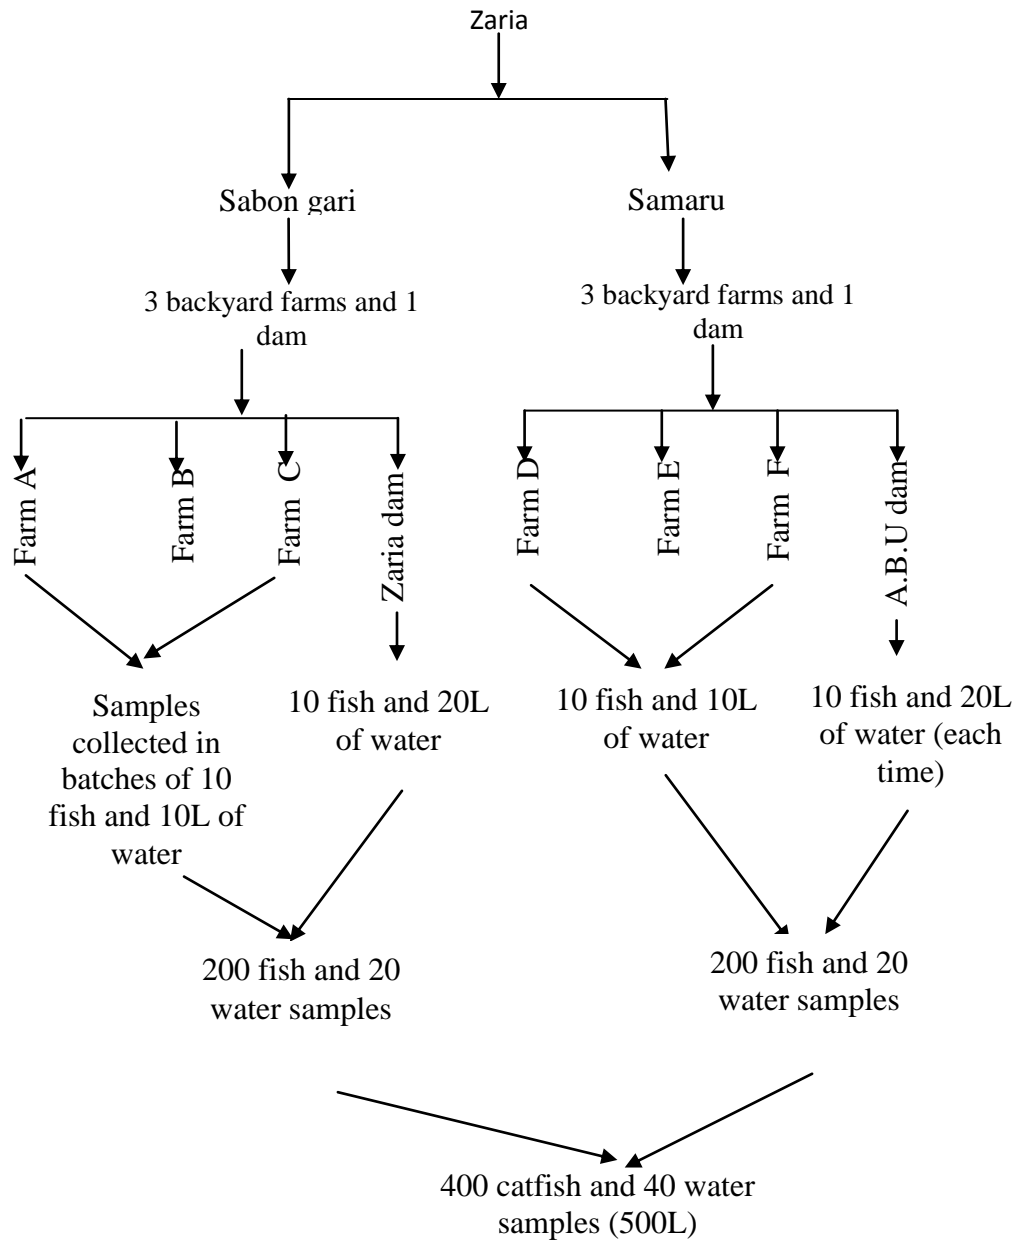 Zaria
Sabon gari
Samaru
3 backyard farms and 1
dam
3 backyard farms and 1
dam
Farm A
Farm B
Farm  C
Zaria dam
Farm D
Farm E
Farm  F
A.B.U dam
Samples
collected in
batches of 10
fish and 10L of
water
10 fish and 20L
of water
10 fish and 10L
of water
10 fish and 20L
of water (each
time)
200 fish and 20
water samples
200 fish and 20
water samples
400 catfish and 40 water
samples (500L)